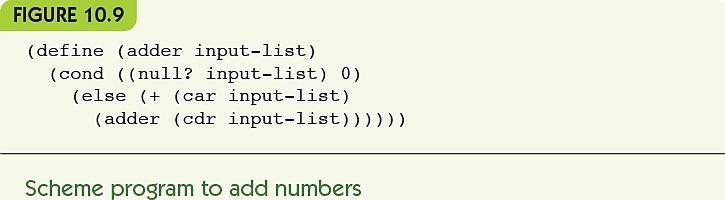 FIGURE 10.9
(define (adder input-list)
(cond ((null? input-list) 0)
(else (+ (car input-list)
(adder (cdr input-list))))))
Scheme program to add numbers